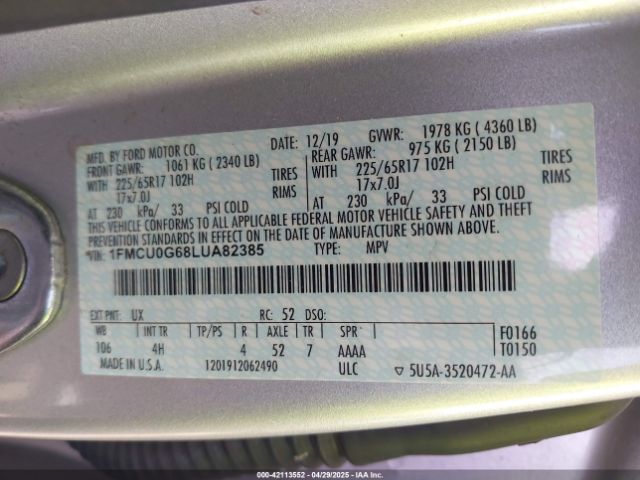 MFD. BY FORD MOTOR CO. DATE: 12/19 GVWR: 1978 KG ( 4360 LB)
FRONT GAWR: 1061 KG ( 2340 LB) REAR GAWR: 975 KG ( 2150 LB)
WITH 225/65R17 102H TIRES WITH 225/65R17 102H TIRES
17x7.0J RIMS 17x7.0J RIMS
AT 230 kPa/ 33 PSI COLD AT 230 kPa/ 33 PSI COLD
THIS VEHICLE CONFORMS TO ALL APPLICABLE FEDERAL MOTOR VEHICLE SAFETY AND THEFT
PREVENTION STANDARDS IN EFFECT ON THE DATE OF MANUFACTURE SHOWN ABOVE.
VIN: 1FMCU0G68LUA82385 TYPE: MPV
EXT PNT: UX RC: 52 DSO:
WB INT TR TP/PS R AXLE TR SPR F0166
106 4H 4 52 7 AAAA T0150
MADE IN U.S.A. 1201912062490 ULC 5U5A-3520472-AA
000-42113552 - 04/29/2025 - IAA Inc.